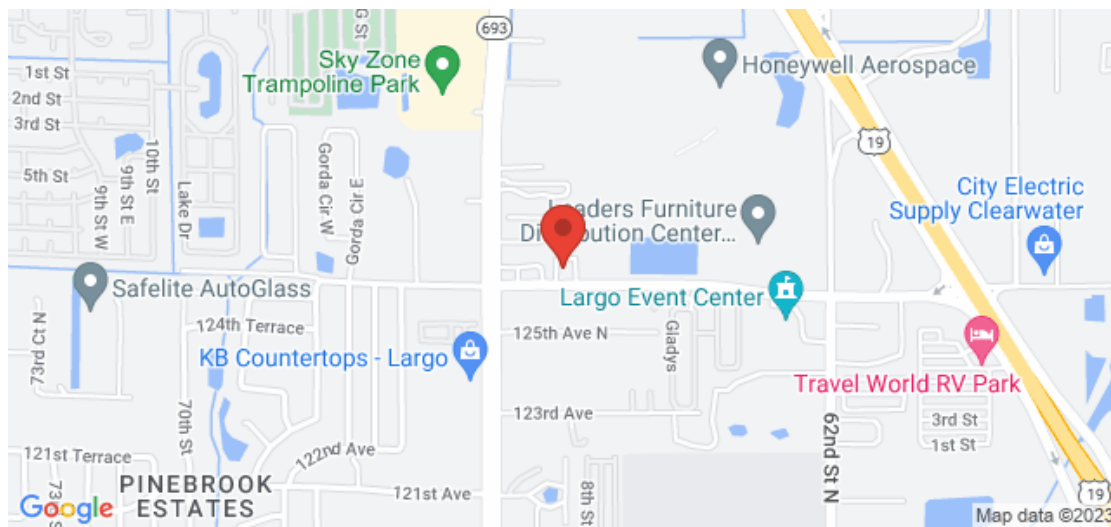 693
G St
Sky Zone
Trampoline Park
Honeywell Aerospace
1st St
2nd St
3rd St
19
5th St
10th St
9th St E
9th St W
Lake Dr
Gorda Cir W
Gorda Cir E
City Electric
Supply Clearwater
Leaders Furniture
Distribution Center...
Safelite AutoGlass
Largo Event Center
124th Terrace
125th Ave N
KB Countertops - Largo
Gladys
73rd Ct N
Travel World RV Park
70th St
123rd Ave
62nd St N
3rd St
1st St
122nd Ave
121st Terrace
PINEBROOK
ESTATES
121st Ave
8th St
19
Google
Map data ©2023